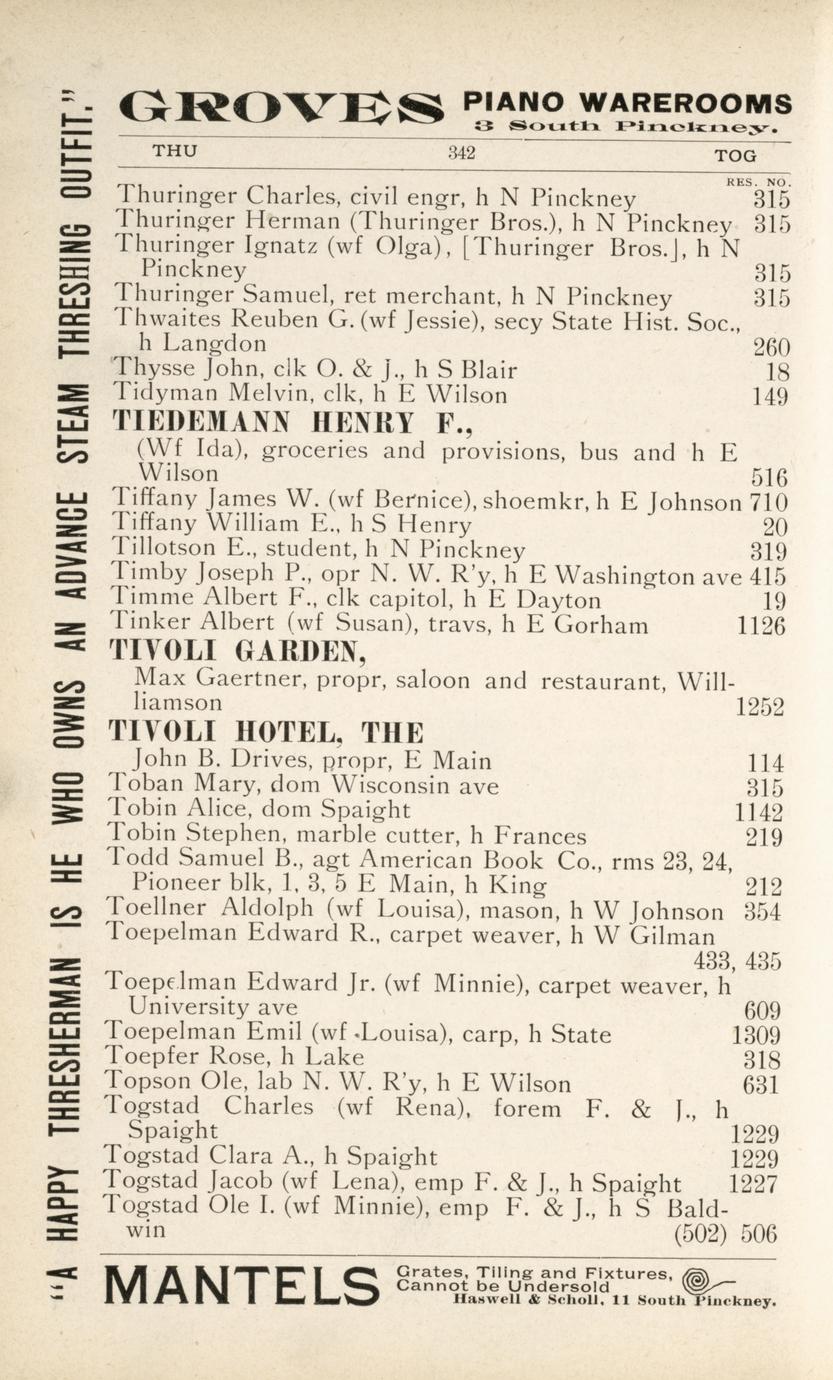 GROVES PIANO WAREROOMS
3 South Pinckney.
THU 342 TOG
RES. NO.
Thuringer Charles, civil engr, h N Pinckney 315
Thuringer Herman (Thuringer Bros.), h N Pinckney 315
Thuringer Ignatz (wf Olga), [Thuringer Bros.], h N
Pinckney 315
Thuringer Samuel, ret merchant, h N Pinckney 315
Thwaites Reuben G. (wf Jessie), secy State Hist. Soc.,
h Langdon 260
Thysse John, clk O. & J., h S Blair 18
Tidyman Melvin, clk, h E Wilson 149
TIEDEMANN HENRY F.,
(Wf Ida), groceries and provisions, bus and h E
Wilson 516
Tiffany James W. (wf Bernice), shoemkr, h E Johnson 710
Tiffany William E., h S Henry 20
Tillotson E., student, h N Pinckney 319
Timby Joseph P., opr N. W. R'y, h E Washington ave 415
Timme Albert F., clk capitol, h E Dayton 19
Tinker Albert (wf Susan), travs, h E Gorham 1126
TIVOLI GARDEN,
Max Gaertner, propr, saloon and restaurant, Will-
liamson 1252
TIVOLI HOTEL, THE
John B. Drives, propr, E Main 114
Toban Mary, dom Wisconsin ave 315
Tobin Alice, dom Spaight 1142
Tobin Stephen, marble cutter, h Frances 219
Todd Samuel B., agt American Book Co., rms 23, 24,
Pioneer blk, 1, 3, 5 E Main, h King 212
Toellner Aldolph (wf Louisa), mason, h W Johnson 354
Toepelman Edward R., carpet weaver, h W Gilman
433, 435
Toepelman Edward Jr. (wf Minnie), carpet weaver, h
University ave 609
Toepelman Emil (wf Louisa), carp, h State 1309
Toepfer Rose, h Lake 318
Topson Ole, lab N. W. R'y, h E Wilson 631
Togstad Charles (wf Rena), forem F. & J., h
Spaight 1229
Togstad Clara A., h Spaight 1229
Togstad Jacob (wf Lena), emp F. & J., h Spaight 1227
Togstad Ole I. (wf Minnie), emp F. & J., h S Bald-
win (502) 506
MANTELS Grates, Tiling and Fixtures,
Cannot be Undersold
Haswell & Scholl, 11 South Pinckney.
"A HAPPY THRESHERMAN IS HE WHO OWNS AN ADVANCE STEAM THRESHING OUTFIT."